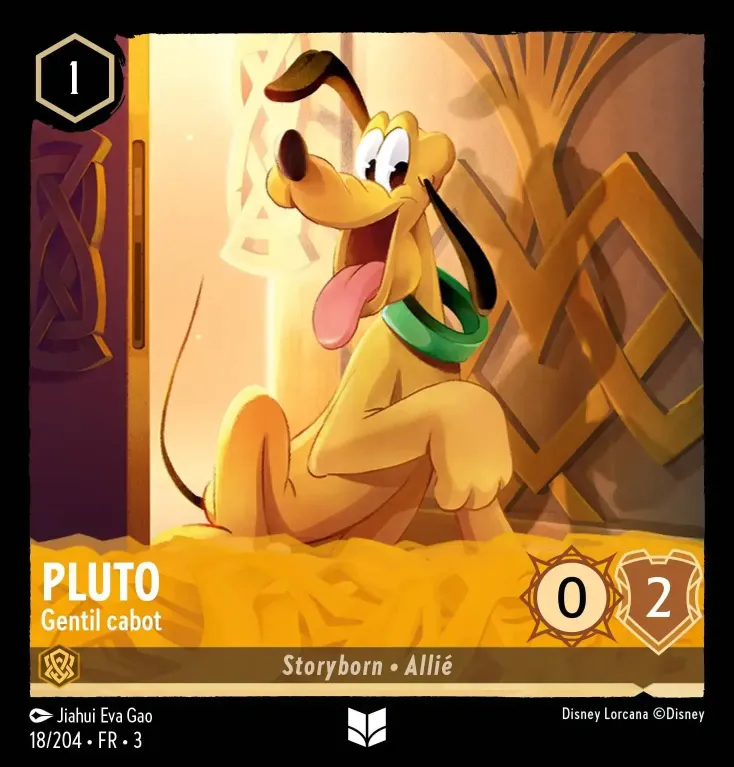 1
PLUTO
Gentil cabot
0
2
Storyborn • Allié
Jiahui Eva Gao
Disney Lorcana ©Disney
18/204 • FR • 3